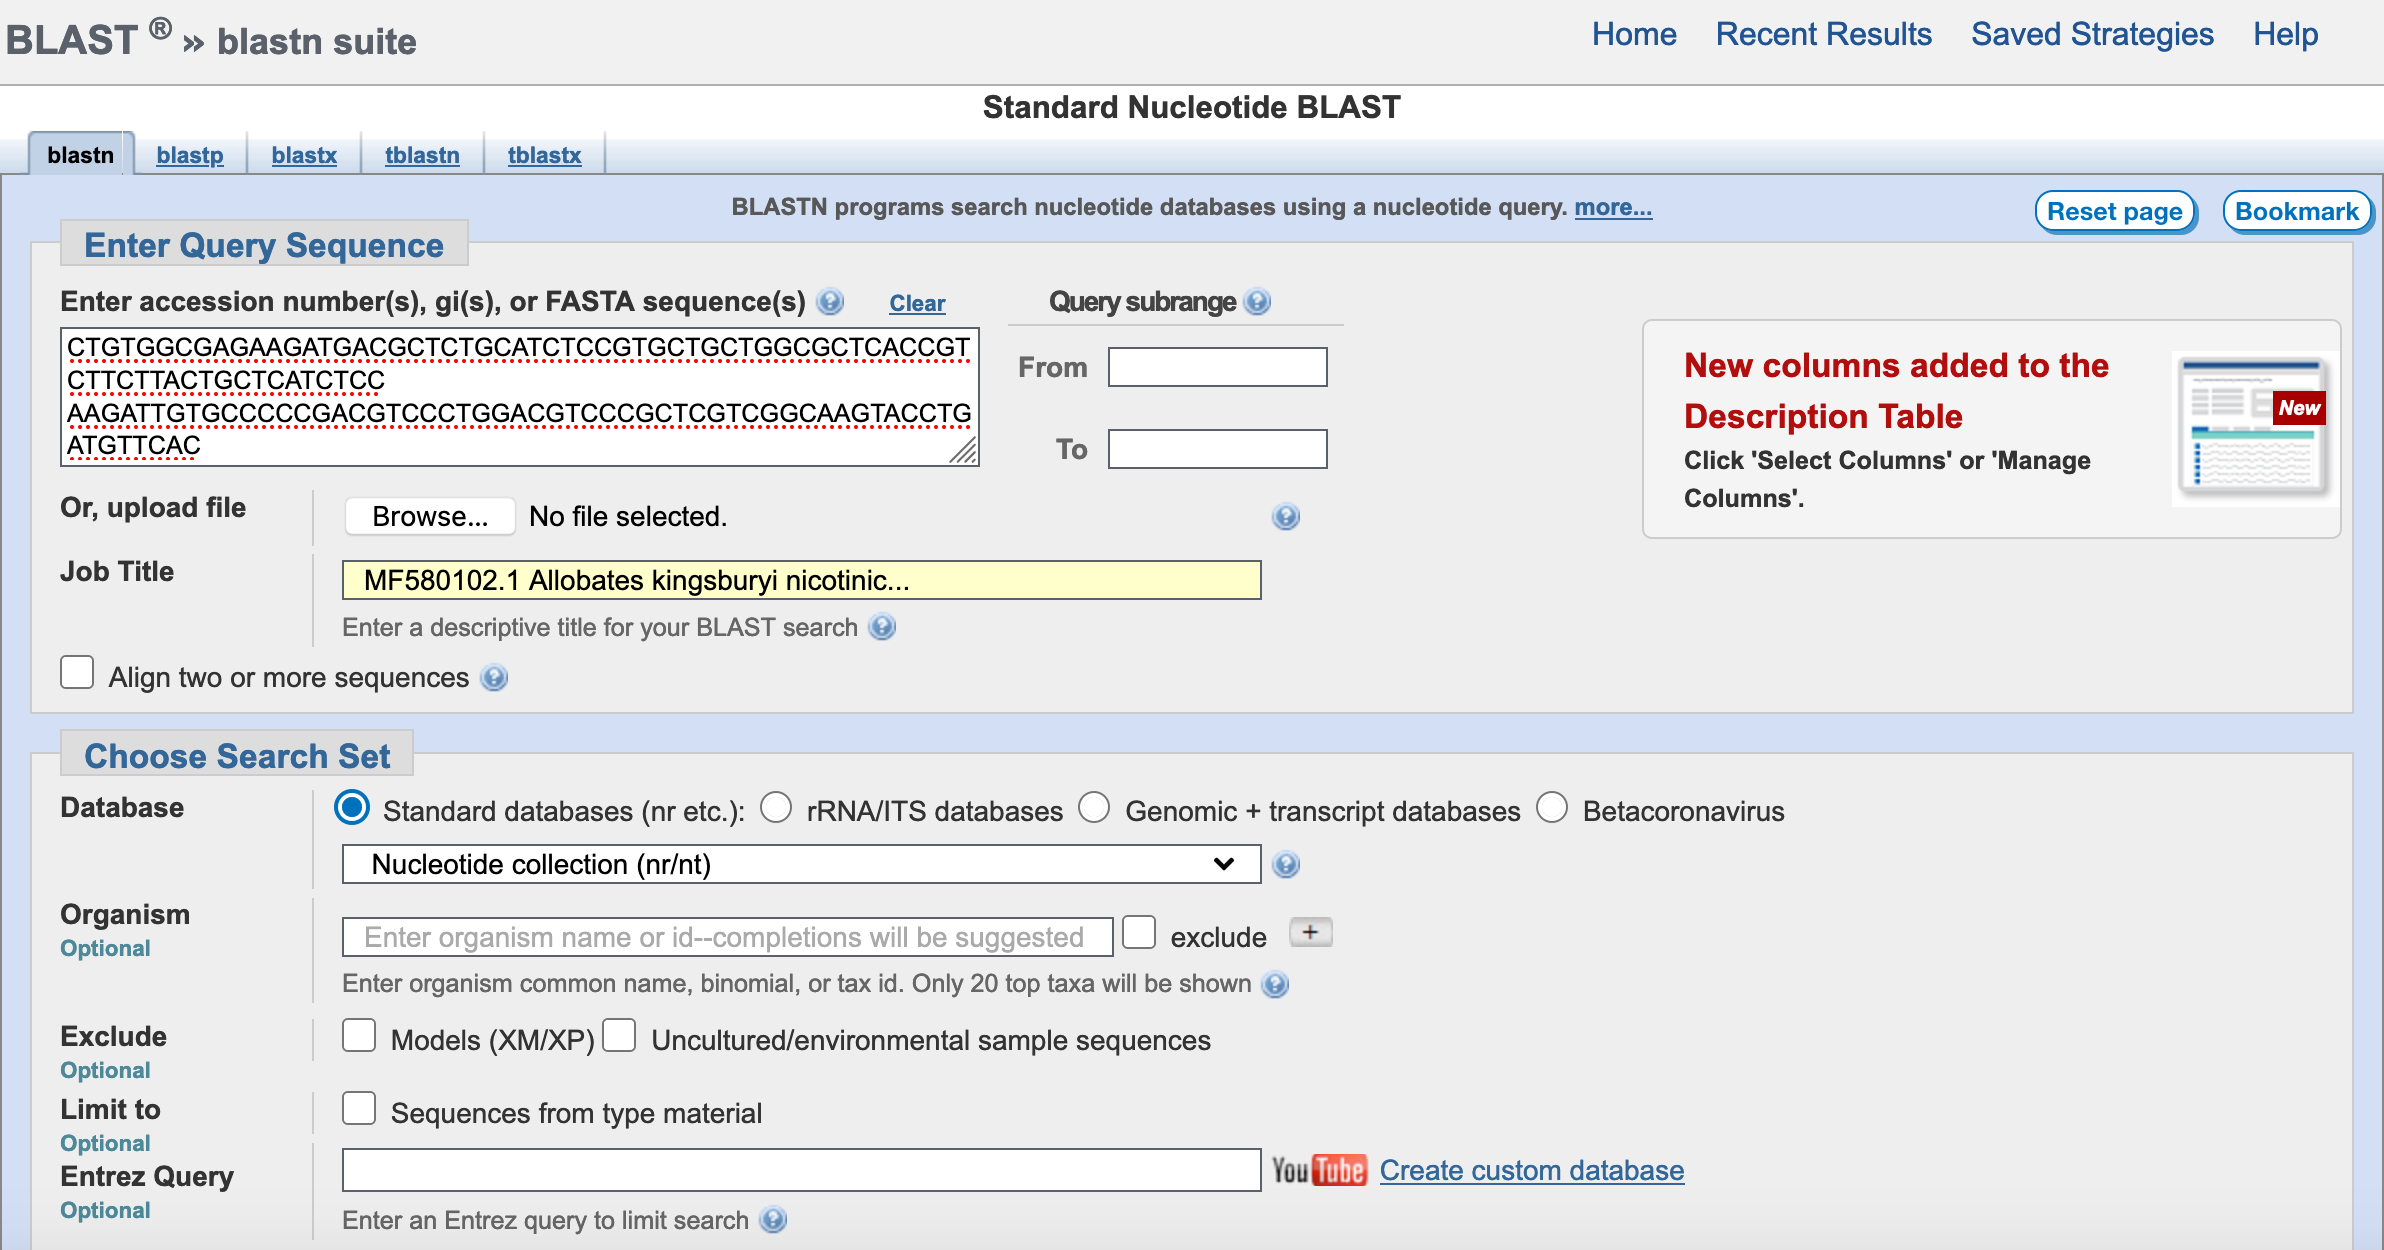 BLAST ® » blastn suite
Home Recent Results Saved Strategies Help
Standard Nucleotide BLAST
blastn blastp blastx tblastn tblastx
BLASTN programs search nucleotide databases using a nucleotide query. more...
Reset page Bookmark
Enter Query Sequence
Enter accession number(s), gi(s), or FASTA sequence(s) Clear
CTGTGGCGAGAAGATGACGCTCTGCATCTCCGTGCTGCTGGCGCTCACCGT
CTTCTTACTGCTCATCTCC
AAGATTGTGCCCCCGACGTCCCTGGACGTCCCGCTCGTCGGCAAGTACCTG
ATGTTCAC
Query subrange
From
To
New columns added to the
Description Table
Click 'Select Columns' or 'Manage
Columns'.
New
Or, upload file Browse... No file selected.
Job Title MF580102.1 Allobates kingsburyi nicotinic...
Enter a descriptive title for your BLAST search
Align two or more sequences
Choose Search Set
Database Standard databases (nr etc.): rRNA/ITS databases Genomic + transcript databases Betacoronavirus
Nucleotide collection (nr/nt)
Organism
Optional
Enter organism name or id--completions will be suggested exclude +
Enter organism common name, binomial, or tax id. Only 20 top taxa will be shown
Exclude
Optional
Models (XM/XP) Uncultured/environmental sample sequences
Limit to
Optional
Sequences from type material
Entrez Query
Optional
YouTube Create custom database
Enter an Entrez query to limit search